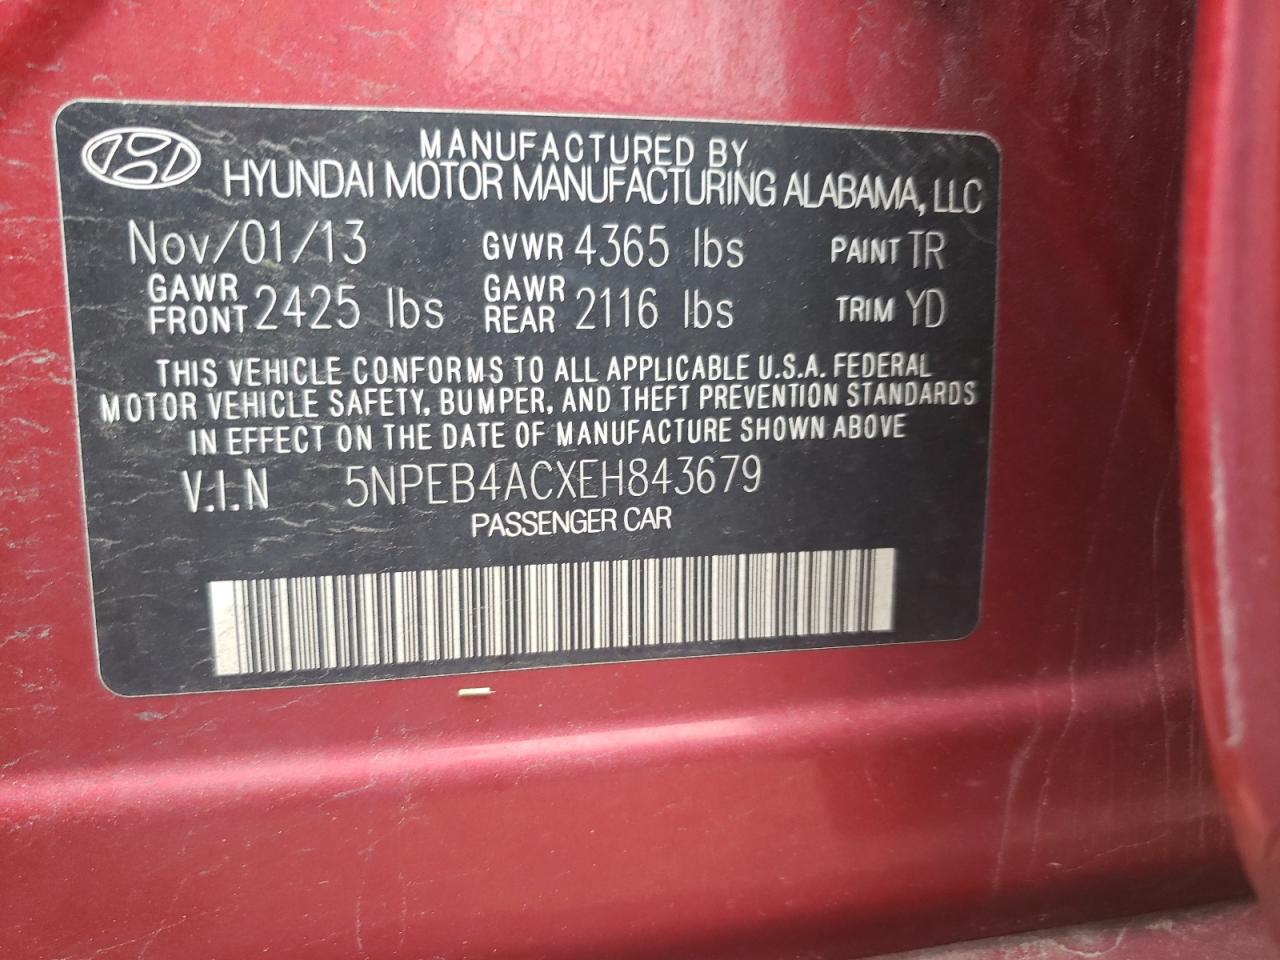 MANUFACTURED BY
HYUNDAI MOTOR MANUFACTURING ALABAMA, LLC
Nov/01/13 GVWR 4365 lbs PAINT TR
GAWR FRONT 2425 lbs GAWR REAR 2116 lbs TRIM YD
THIS VEHICLE CONFORMS TO ALL APPLICABLE U.S.A. FEDERAL
MOTOR VEHICLE SAFETY, BUMPER, AND THEFT PREVENTION STANDARDS
IN EFFECT ON THE DATE OF MANUFACTURE SHOWN ABOVE
V.I.N 5NPEB4ACXEH843679
PASSENGER CAR